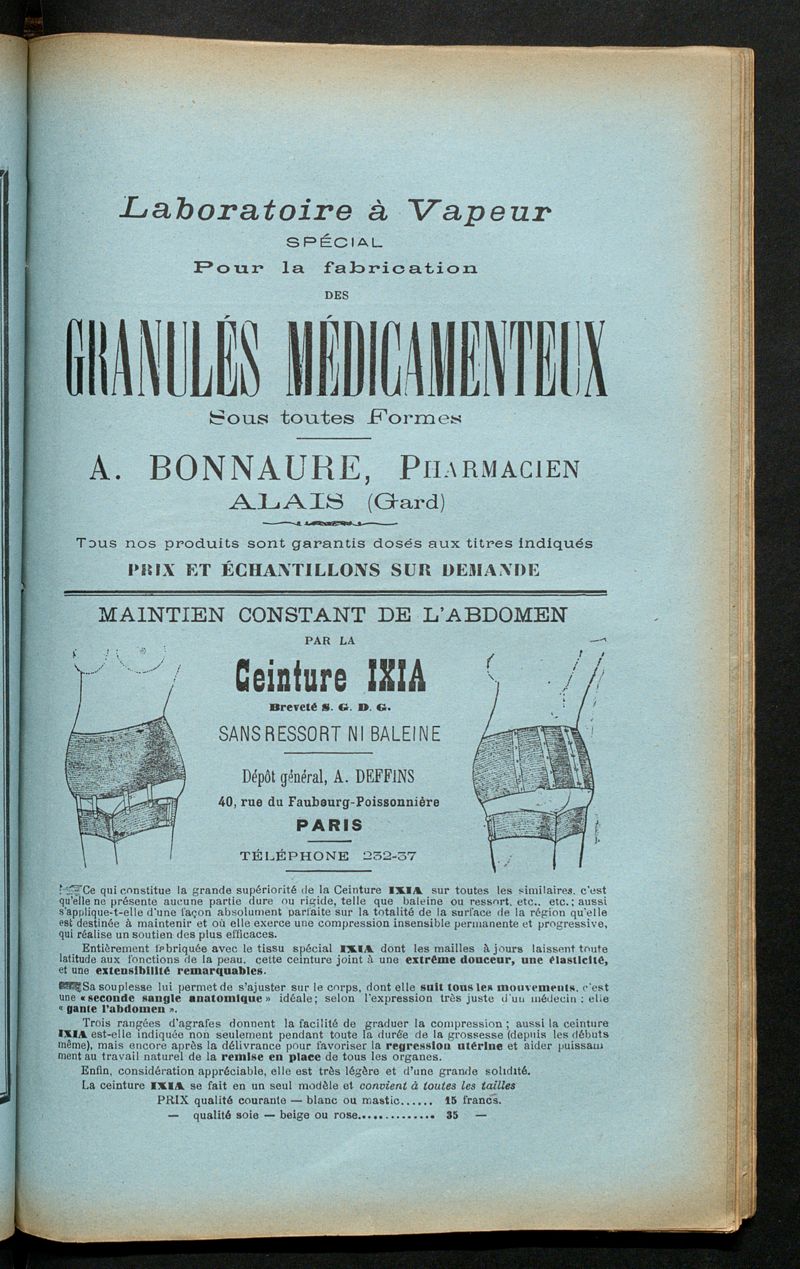 Laboratoire à Vapeur
SPÉCIAL
Pour la fabrication
DES
GRANULÉS MÉDICAMENTEUX
Sous toutes Formes
A. BONNAURE, PHARMACIEN
ALAIS (Gard)
Tous nos produits sont garantis dosés aux titres indiqués
PRIX ET ÉCHANTILLONS SUR DEMANDE
MAINTIEN CONSTANT DE L'ABDOMEN
PAR LA
Ceinture IXIA
Breveté S. G. D. G.
SANS RESSORT NI BALEINE
Dépôt général, A. DEFFINS
40, rue du Faubourg-Poissonnière
PARIS
TÉLÉPHONE 232-37
Ce qui constitue la grande supériorité de la Ceinture IXIA sur toutes les similaires. c'est
qu'elle ne présente aucune partie dure ou rigide, telle que baleine ou ressort, etc.. etc.; aussi
s'applique-t-elle d'une façon absolument parfaite sur la totalité de la surface de la région qu'elle
est destinée à maintenir et où elle exerce une compression insensible permanente et progressive,
qui réalise un soutien des plus efficaces.
Entièrement fabriquée avec le tissu spécial IXIA dont les mailles à jours laissent toute
latitude aux fonctions de la peau. cette ceinture joint à une extrême douceur, une élasticité,
et une extensibilité remarquables.
Sa souplesse lui permet de s'ajuster sur le corps, dont elle suit tous les mouvements. c'est
une « seconde sangle anatomique » idéale; selon l'expression très juste d'un médecin : elle
« gante l'abdomen ».
Trois rangées d'agrafes donnent la facilité de graduer la compression ; aussi la ceinture
IXIA est-elle indiquée non seulement pendant toute la durée de la grossesse (depuis les débuts
même), mais encore après la délivrance pour favoriser la regression utérine et aider puissam
ment au travail naturel de la remise en place de tous les organes.
Enfin, considération appréciable, elle est très légère et d'une grande solidité.
La ceinture IXIA se fait en un seul modèle et convient à toutes les tailles
PRIX qualité courante — blanc ou mastic...... 15 francs.
— qualité soie — beige ou rose.............. 35 —